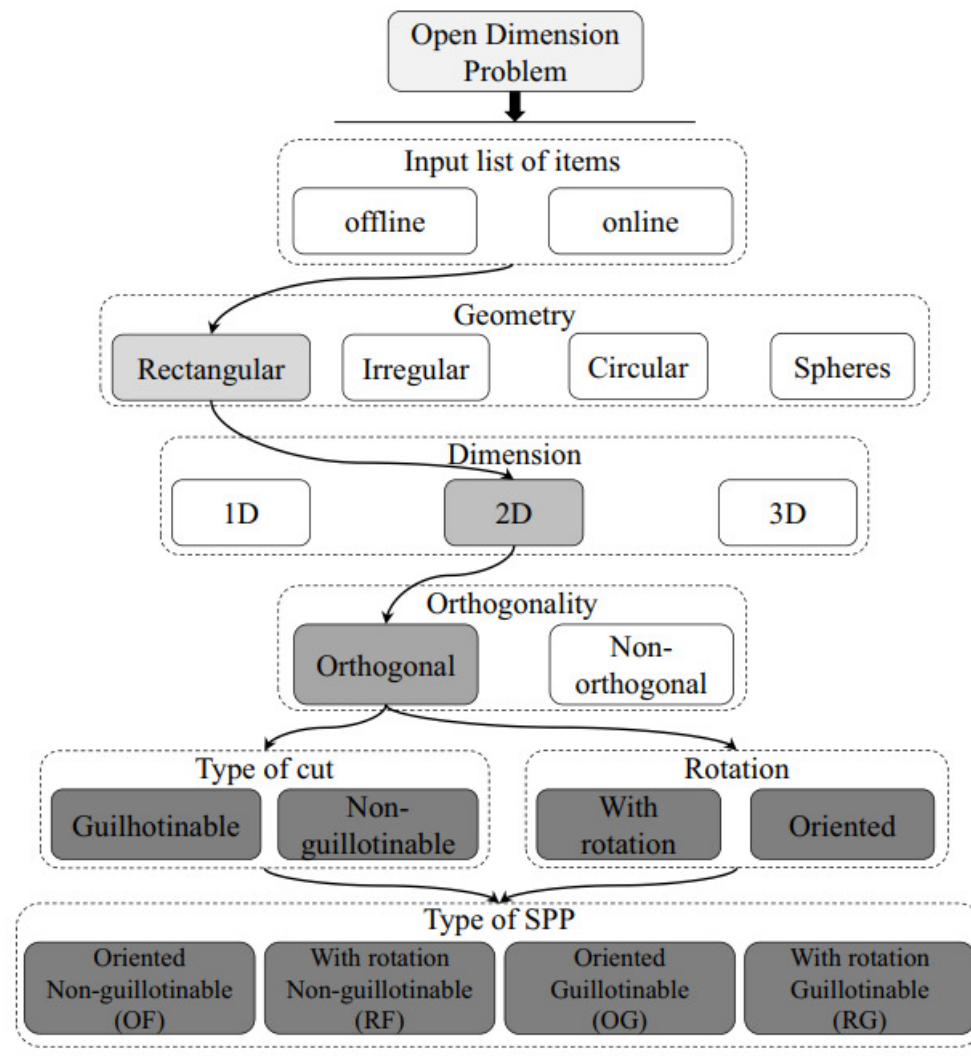 Open Dimension
Problem
Input list of items
offline
online
Geometry
Rectangular
Irregular
Circular
Spheres
Dimension
1D
2D
3D
Orthogonality
Orthogonal
Non-
orthogonal
Type of cut
Guilhotinable
Non-
guillotinable
Rotation
With
rotation
Oriented
Type of SPP
Oriented
Non-guillotinable
(OF)
With rotation
Non-guillotinable
(RF)
Oriented
Guillotinable
(OG)
With rotation
Guillotinable
(RG)